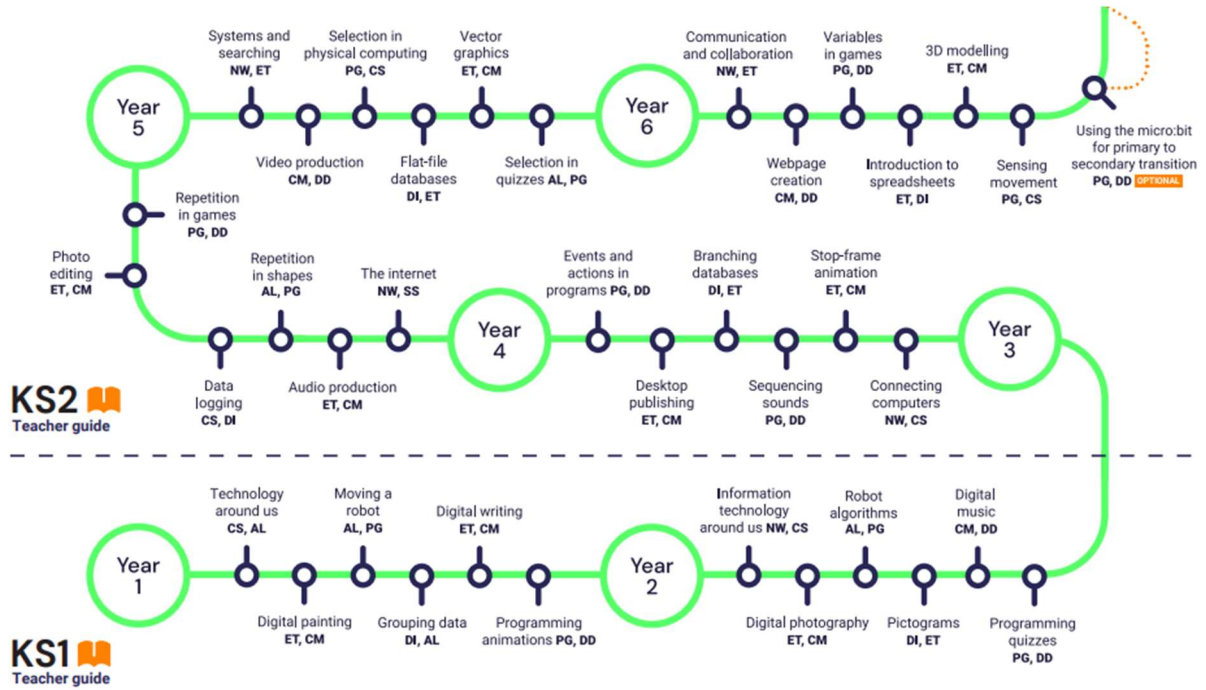 Systems and
searching
NW, ET
Selection in
physical computing
PG, CS
Vector
graphics
ET, CM
Communication
and collaboration
NW, ET
Variables
in games
PG, DD
3D modelling
ET, CM
Year
5
Year
6
Video production
CM, DD
Flat-file
databases
DI, ET
Selection in
quizzes AL, PG
Webpage
creation
CM, DD
Introduction to
spreadsheets
ET, DI
Sensing
movement
PG, CS
Using the micro:bit
for primary to
secondary transition
PG, DD OPTIONAL
Repetition
in games
PG, DD
Photo
editing
ET, CM
Repetition
in shapes
AL, PG
The internet
NW, SS
Events and
actions in
programs PG, DD
Branching
databases
DI, ET
Stop-frame
animation
ET, CM
Year
4
Year
3
Data
logging
CS, DI
Audio production
ET, CM
Desktop
publishing
ET, CM
Sequencing
sounds
PG, DD
Connecting
computers
NW, CS
KS2
Teacher guide
Technology
around us
CS, AL
Moving a
robot
AL, PG
Digital writing
ET, CM
Information
technology
around us NW, CS
Robot
algorithms
AL, PG
Digital
music
CM, DD
Year
1
Year
2
Digital painting
ET, CM
Grouping data
DI, AL
Programming
animations PG, DD
Digital photography
ET, CM
Pictograms
DI, ET
Programming
quizzes
PG, DD
KS1
Teacher guide